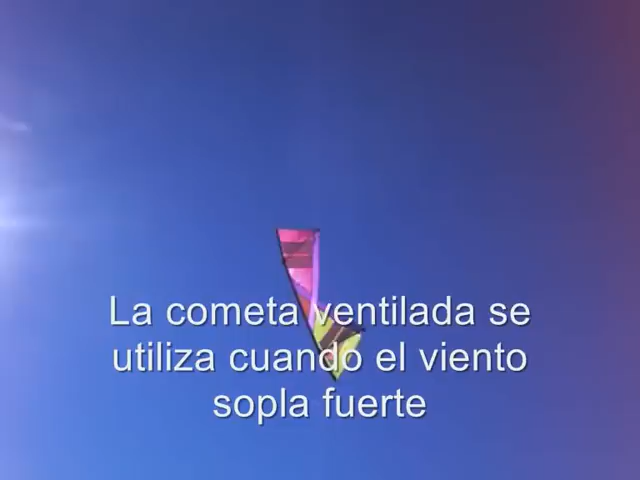 La cometa ventilada se
utiliza cuando el viento
sopla fuerte